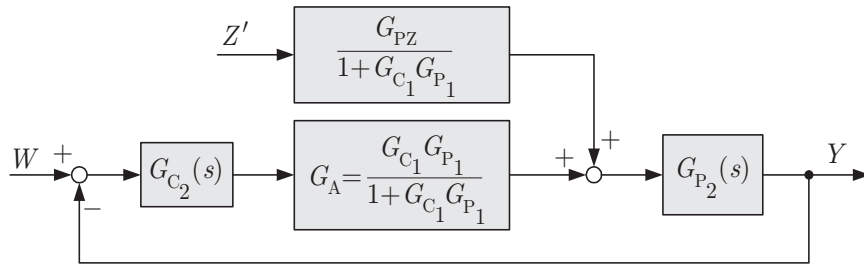 Z′
G_PZ / (1+G_C1 G_P1)
+
W
+
−
G_C2(s)
G_A = G_C1 G_P1 / (1+G_C1 G_P1)
+
G_P2(s)
Y